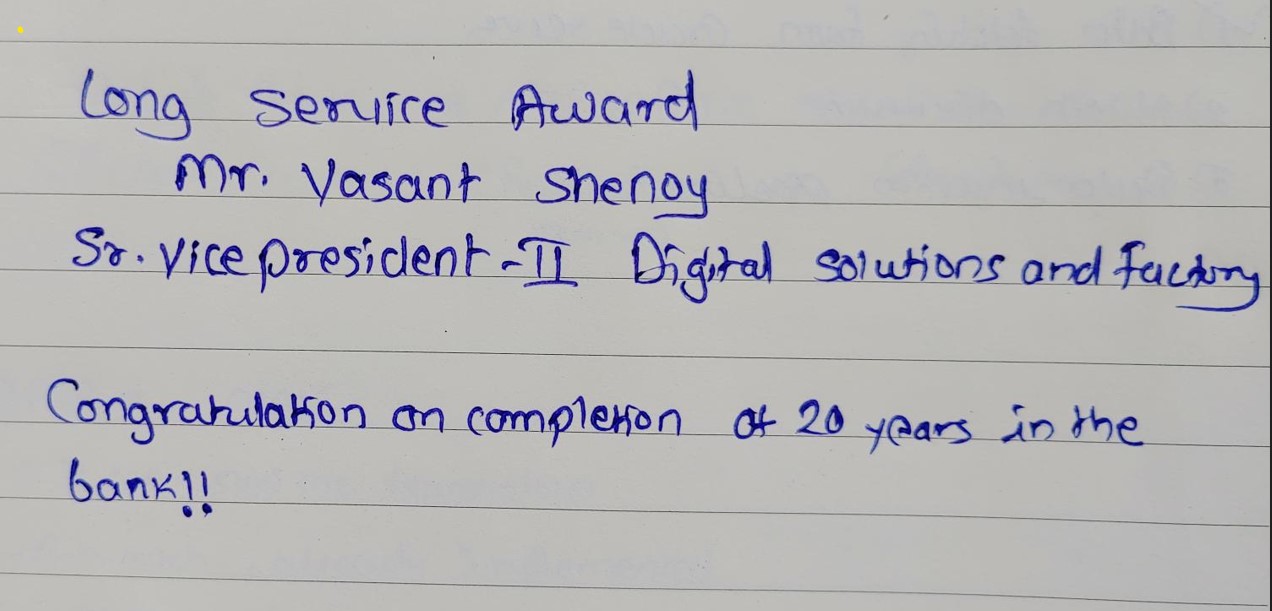 Long Service Award
Mr. Vasant Shenoy
Sr. Vice president - II Digital solutions and factory
Congratulation on completion of 20 years in the
bank!!